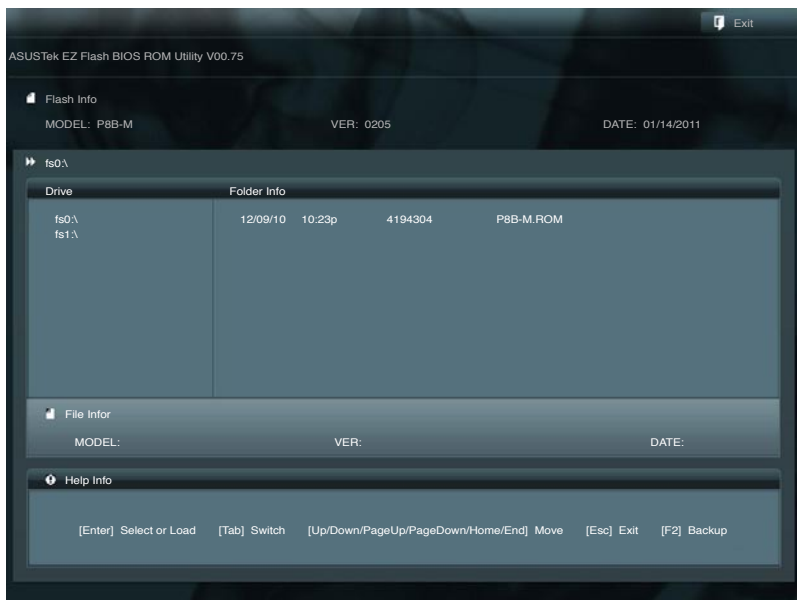 Exit
ASUSTek EZ Flash BIOS ROM Utility V00.75
Flash Info
MODEL: P8B-M VER: 0205 DATE: 01/14/2011
fs0:\
Drive Folder Info
fs0:\ 12/09/10 10:23p 4194304 P8B-M.ROM
fs1:\
File Infor
MODEL: VER: DATE:
Help Info
[Enter] Select or Load [Tab] Switch [Up/Down/PageUp/PageDown/Home/End] Move [Esc] Exit [F2] Backup